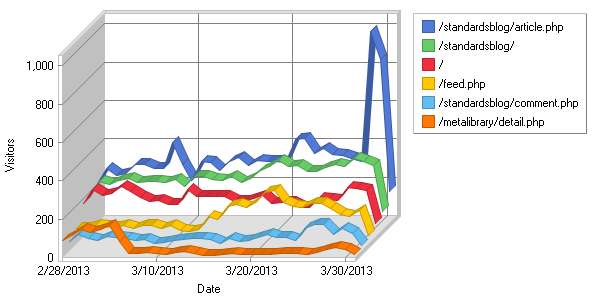 1,000
800
600
400
200
0
Visitors
2/28/2013
3/10/2013
3/20/2013
3/30/2013
Date
/standardsblog/article.php
/standardsblog/
/
/feed.php
/standardsblog/comment.php
/metalibrary/detail.php